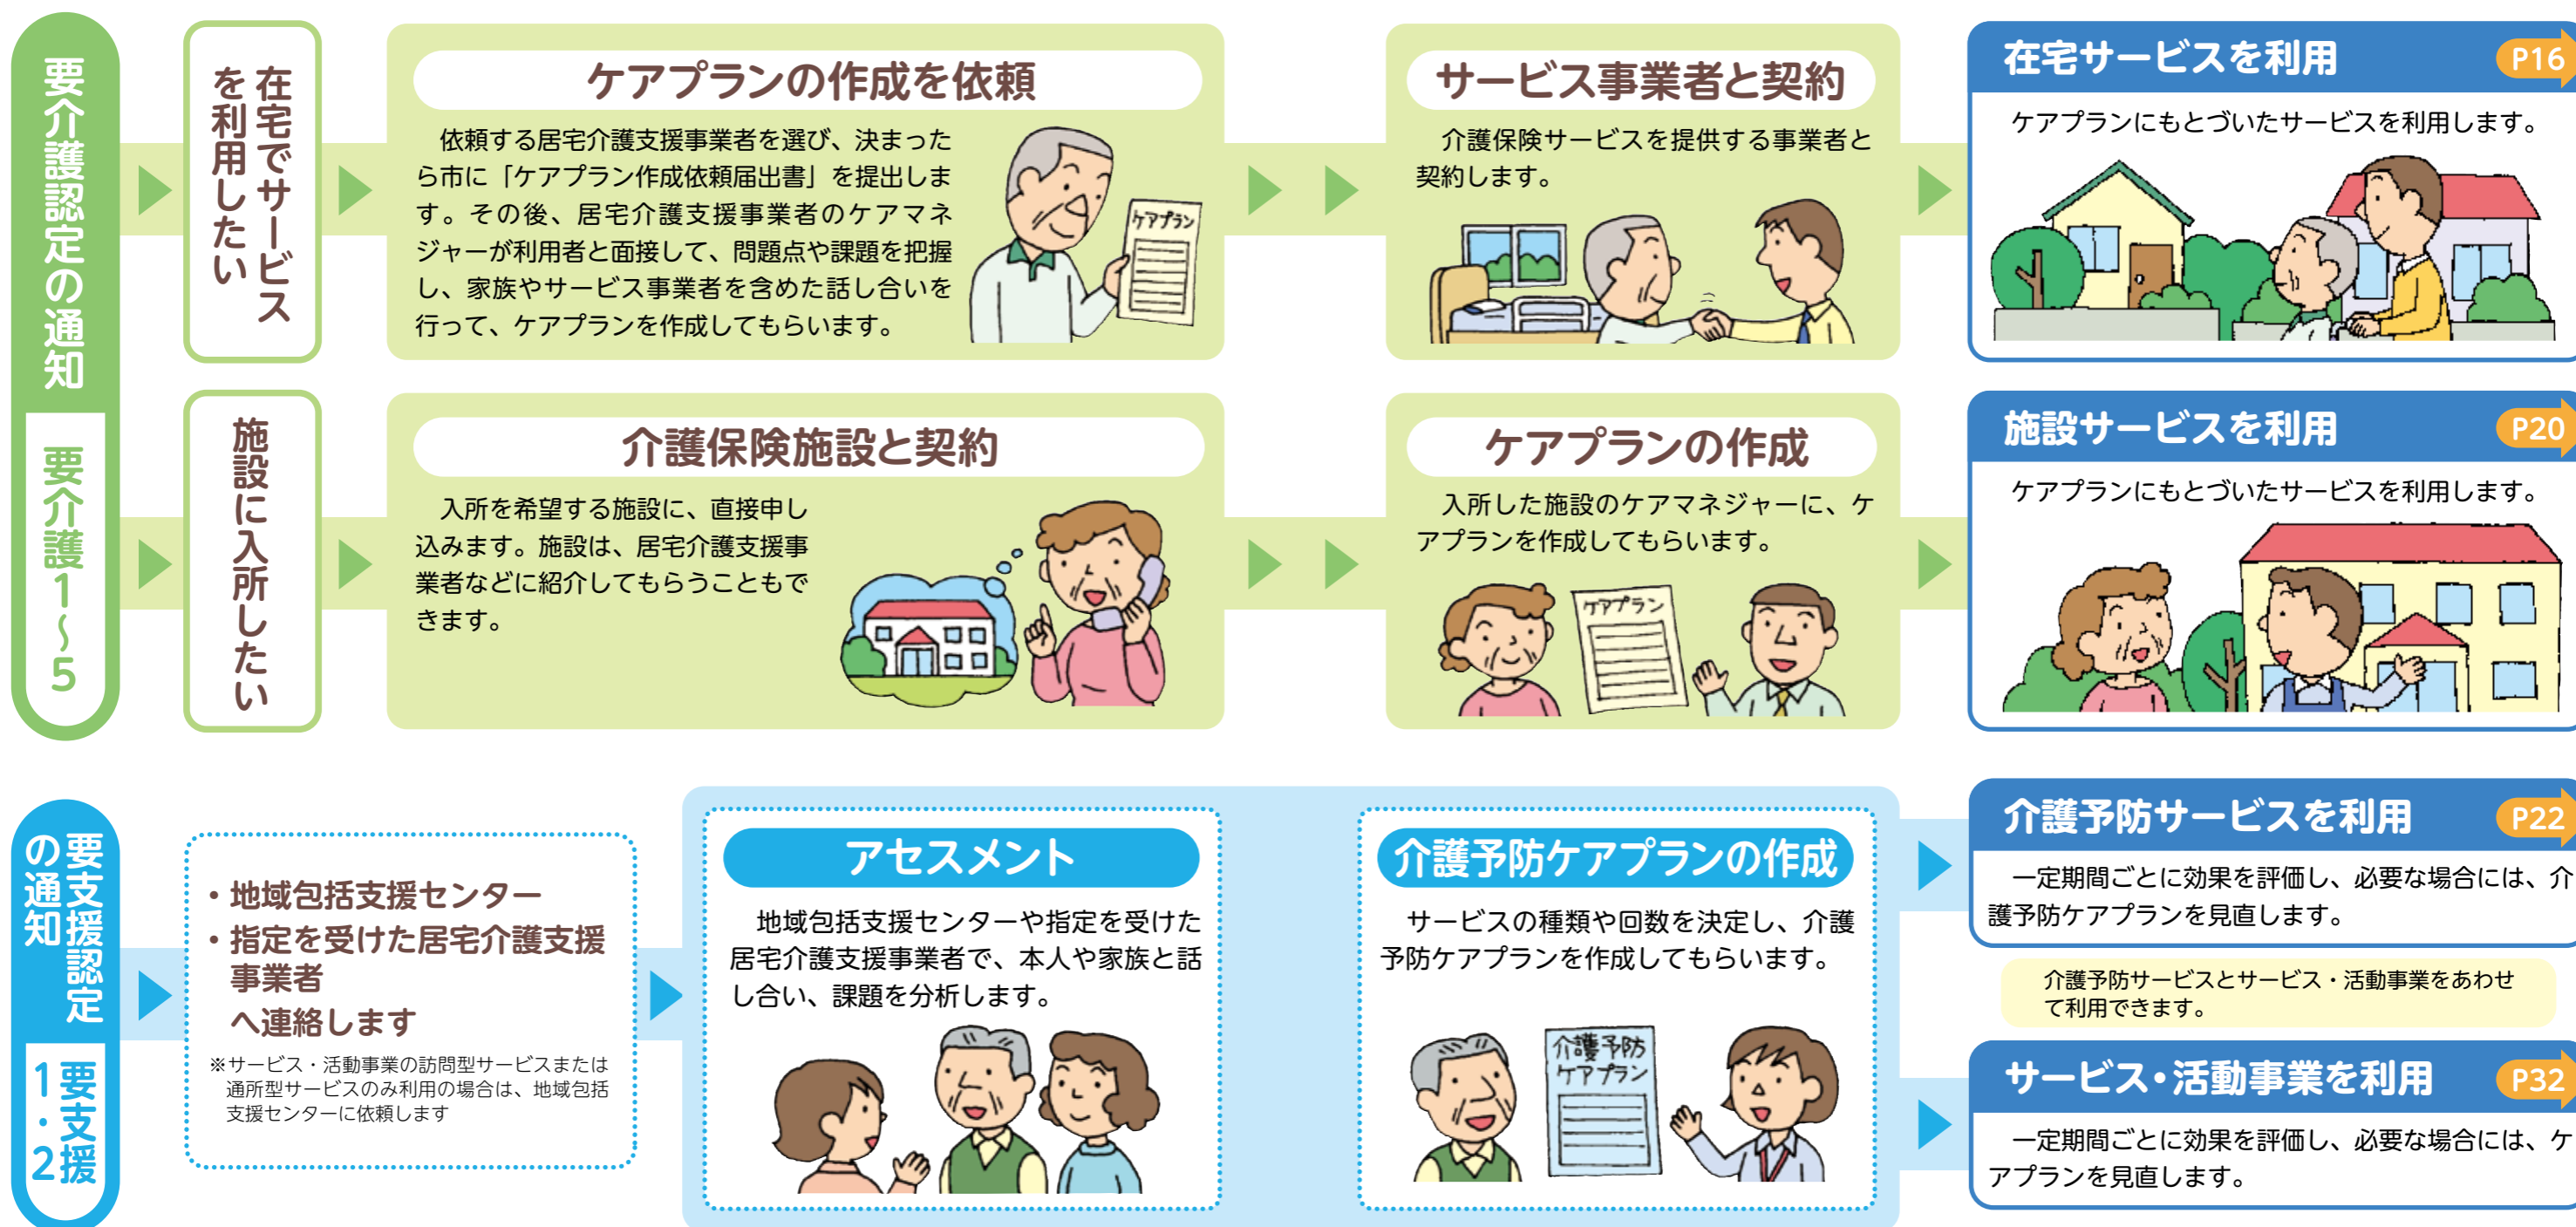 要介護認定の通知
要介護1～5
在宅でサービス
を利用したい
ケアプランの作成を依頼
依頼する居宅介護支援事業者を選び、決まった
ら市に「ケアプラン作成依頼届出書」を提出しま
す。その後、居宅介護支援事業者のケアマネ
ジャーが利用者と面接して、問題点や課題を把握
し、家族やサービス事業者を含めた話し合いを
行って、ケアプランを作成してもらいます。
ケアプラン
サービス事業者と契約
介護保険サービスを提供する事業者と
契約します。
在宅サービスを利用
P16
ケアプランにもとづいたサービスを利用します。
施設に入所したい
介護保険施設と契約
入所を希望する施設に、直接申し
込みます。施設は、居宅介護支援事
業者などに紹介してもらうこともで
きます。
ケアプランの作成
入所した施設のケアマネジャーに、ケ
アプランを作成してもらいます。
ケアプラン
施設サービスを利用
P20
ケアプランにもとづいたサービスを利用します。
要支援認定
の通知
要支援
1・2
・地域包括支援センター
・指定を受けた居宅介護支援
事業者
へ連絡します
※サービス・活動事業の訪問型サービスまたは
通所型サービスのみ利用の場合は、地域包括
支援センターに依頼します
アセスメント
地域包括支援センターや指定を受けた
居宅介護支援事業者で、本人や家族と話
し合い、課題を分析します。
介護予防ケアプランの作成
サービスの種類や回数を決定し、介護
予防ケアプランを作成してもらいます。
介護予防
ケアプラン
介護予防サービスを利用
P22
一定期間ごとに効果を評価し、必要な場合には、介
護予防ケアプランを見直します。
介護予防サービスとサービス・活動事業をあわせ
て利用できます。
サービス・活動事業を利用
P32
一定期間ごとに効果を評価し、必要な場合には、ケ
アプランを見直します。